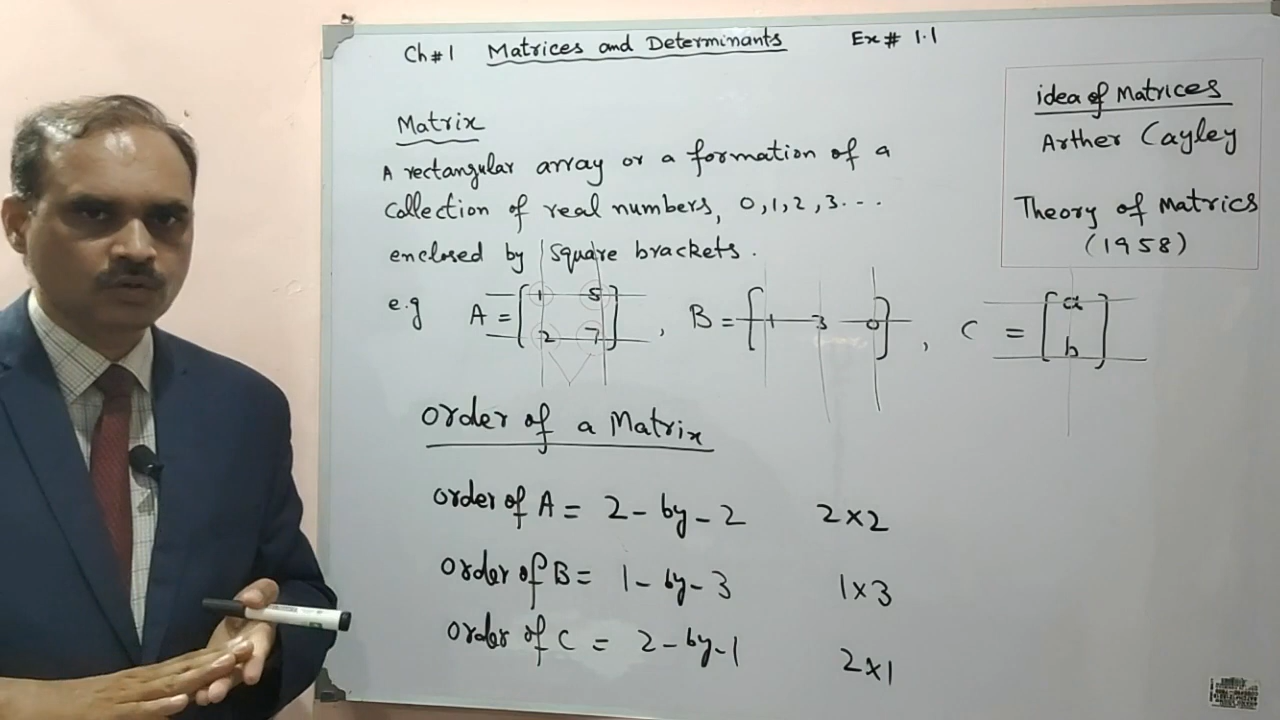 Ch#1 Matrices and Determinants Ex# 1.1
idea of Matrices
Arther Cayley
Theory of Matrics
(1958)
Matrix
A rectangular array or a formation of a
collection of real numbers, 0,1,2,3...
enclosed by square brackets.
e.g A = [1 5
2 7] , B = [1 3 0] , C = [a
b]
Order of a Matrix
order of A = 2-by-2 2×2
order of B = 1-by-3 1×3
order of C = 2-by-1 2×1